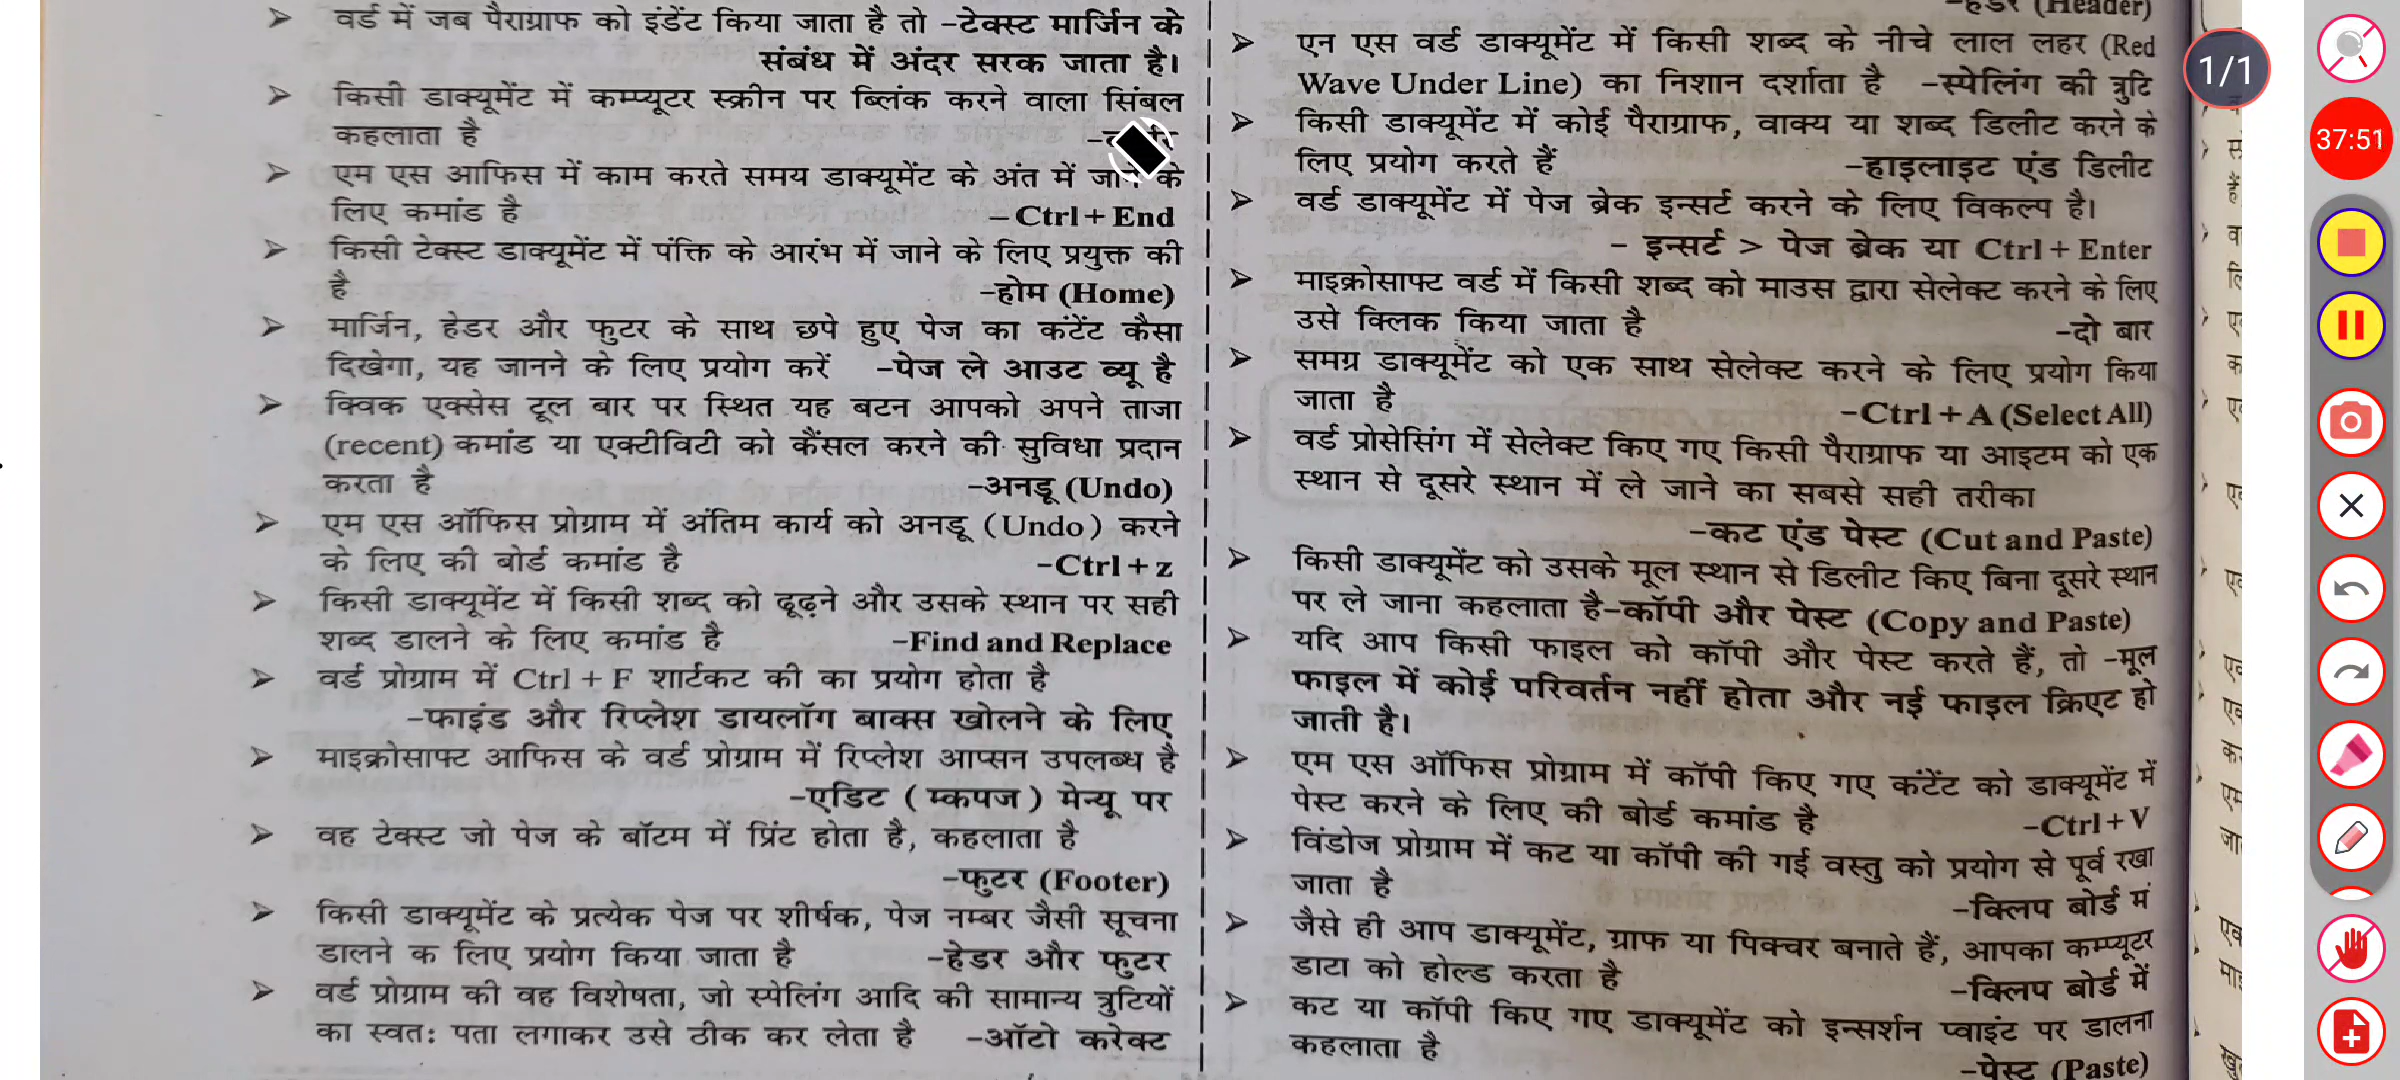 वर्ड में जब पैराग्राफ को इंडेंट किया जाता है तो -टेक्स्ट मार्जिन के
संबंध में अंदर सरक जाता है।
किसी डाक्यूमेंट में कम्प्यूटर स्क्रीन पर ब्लिंक करने वाला सिंबल
कहलाता है
एम एस आफिस में काम करते समय डाक्यूमेंट के अंत में जाने के
लिए कमांड है –Ctrl+End
किसी टेक्स्ट डाक्यूमेंट में पंक्ति के आरंभ में जाने के लिए प्रयुक्त की
है -होम (Home)
मार्जिन, हेडर और फुटर के साथ छपे हुए पेज का कंटेंट कैसा
दिखेगा, यह जानने के लिए प्रयोग करें -पेज ले आउट व्यू है
क्विक एक्सेस टूल बार पर स्थित यह बटन आपको अपने ताजा
(recent) कमांड या एक्टीविटी को कैंसल करने की सुविधा प्रदान
करता है -अनडू (Undo)
एम एस ऑफिस प्रोग्राम में अंतिम कार्य को अनडू (Undo) करने
के लिए की बोर्ड कमांड है -Ctrl+z
किसी डाक्यूमेंट में किसी शब्द को ढूढ़ने और उसके स्थान पर सही
शब्द डालने के लिए कमांड है -Find and Replace
वर्ड प्रोग्राम में Ctrl+F शार्टकट की का प्रयोग होता है
-फाइंड और रिप्लेश डायलॉग बाक्स खोलने के लिए
माइक्रोसाफ्ट आफिस के वर्ड प्रोग्राम में रिप्लेश आप्सन उपलब्ध है
-एडिट (म्कपज) मेन्यू पर
वह टेक्स्ट जो पेज के बॉटम में प्रिंट होता है, कहलाता है
-फुटर (Footer)
किसी डाक्यूमेंट के प्रत्येक पेज पर शीर्षक, पेज नम्बर जैसी सूचना
डालने क लिए प्रयोग किया जाता है -हेडर और फुटर
वर्ड प्रोग्राम की वह विशेषता, जो स्पेलिंग आदि की सामान्य त्रुटियों
का स्वतः पता लगाकर उसे ठीक कर लेता है -ऑटो करेक्ट
-हेडर (Header)
एन एस वर्ड डाक्यूमेंट में किसी शब्द के नीचे लाल लहर (Red
Wave Under Line) का निशान दर्शाता है -स्पेलिंग की त्रुटि
किसी डाक्यूमेंट में कोई पैराग्राफ, वाक्य या शब्द डिलीट करने के
लिए प्रयोग करते हैं -हाइलाइट एंड डिलीट
वर्ड डाक्यूमेंट में पेज ब्रेक इन्सर्ट करने के लिए विकल्प है।
- इन्सर्ट > पेज ब्रेक या Ctrl+Enter
माइक्रोसाफ्ट वर्ड में किसी शब्द को माउस द्वारा सेलेक्ट करने के लिए
उसे क्लिक किया जाता है -दो बार
समग्र डाक्यूमेंट को एक साथ सेलेक्ट करने के लिए प्रयोग किया
जाता है -Ctrl+A (Select All)
वर्ड प्रोसेसिंग में सेलेक्ट किए गए किसी पैराग्राफ या आइटम को एक
स्थान से दूसरे स्थान में ले जाने का सबसे सही तरीका
-कट एंड पेस्ट (Cut and Paste)
किसी डाक्यूमेंट को उसके मूल स्थान से डिलीट किए बिना दूसरे स्थान
पर ले जाना कहलाता है-कॉपी और पेस्ट (Copy and Paste)
यदि आप किसी फाइल को कॉपी और पेस्ट करते हैं, तो -मूल
फाइल में कोई परिवर्तन नहीं होता और नई फाइल क्रिएट हो
जाती है।
एम एस ऑफिस प्रोग्राम में कॉपी किए गए कंटेंट को डाक्यूमेंट में
पेस्ट करने के लिए की बोर्ड कमांड है -Ctrl+V
विंडोज प्रोग्राम में कट या कॉपी की गई वस्तु को प्रयोग से पूर्व रखा
जाता है -क्लिप बोर्ड में
जैसे ही आप डाक्यूमेंट, ग्राफ या पिक्चर बनाते हैं, आपका कम्प्यूटर
डाटा को होल्ड करता है -क्लिप बोर्ड में
कट या कॉपी किए गए डाक्यूमेंट को इन्सर्शन प्वाइंट पर डालना
कहलाता है
-पेस्ट (Paste)
1/1
37:51